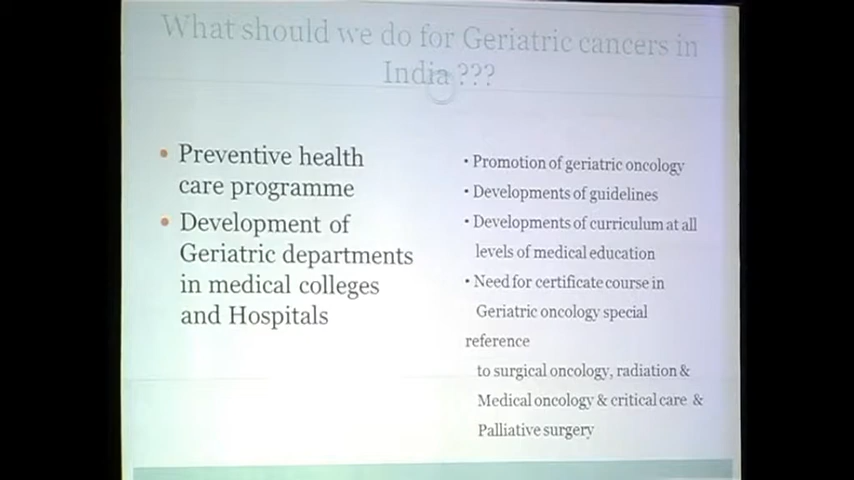 What should we do for Geriatric cancers in
India ???
• Preventive health
care programme
• Development of
Geriatric departments
in medical colleges
and Hospitals
• Promotion of geriatric oncology
• Developments of guidelines
• Developments of curriculum at all
levels of medical education
• Need for certificate course in
Geriatric oncology special
reference
to surgical oncology, radiation &
Medical oncology & critical care &
Palliative surgery